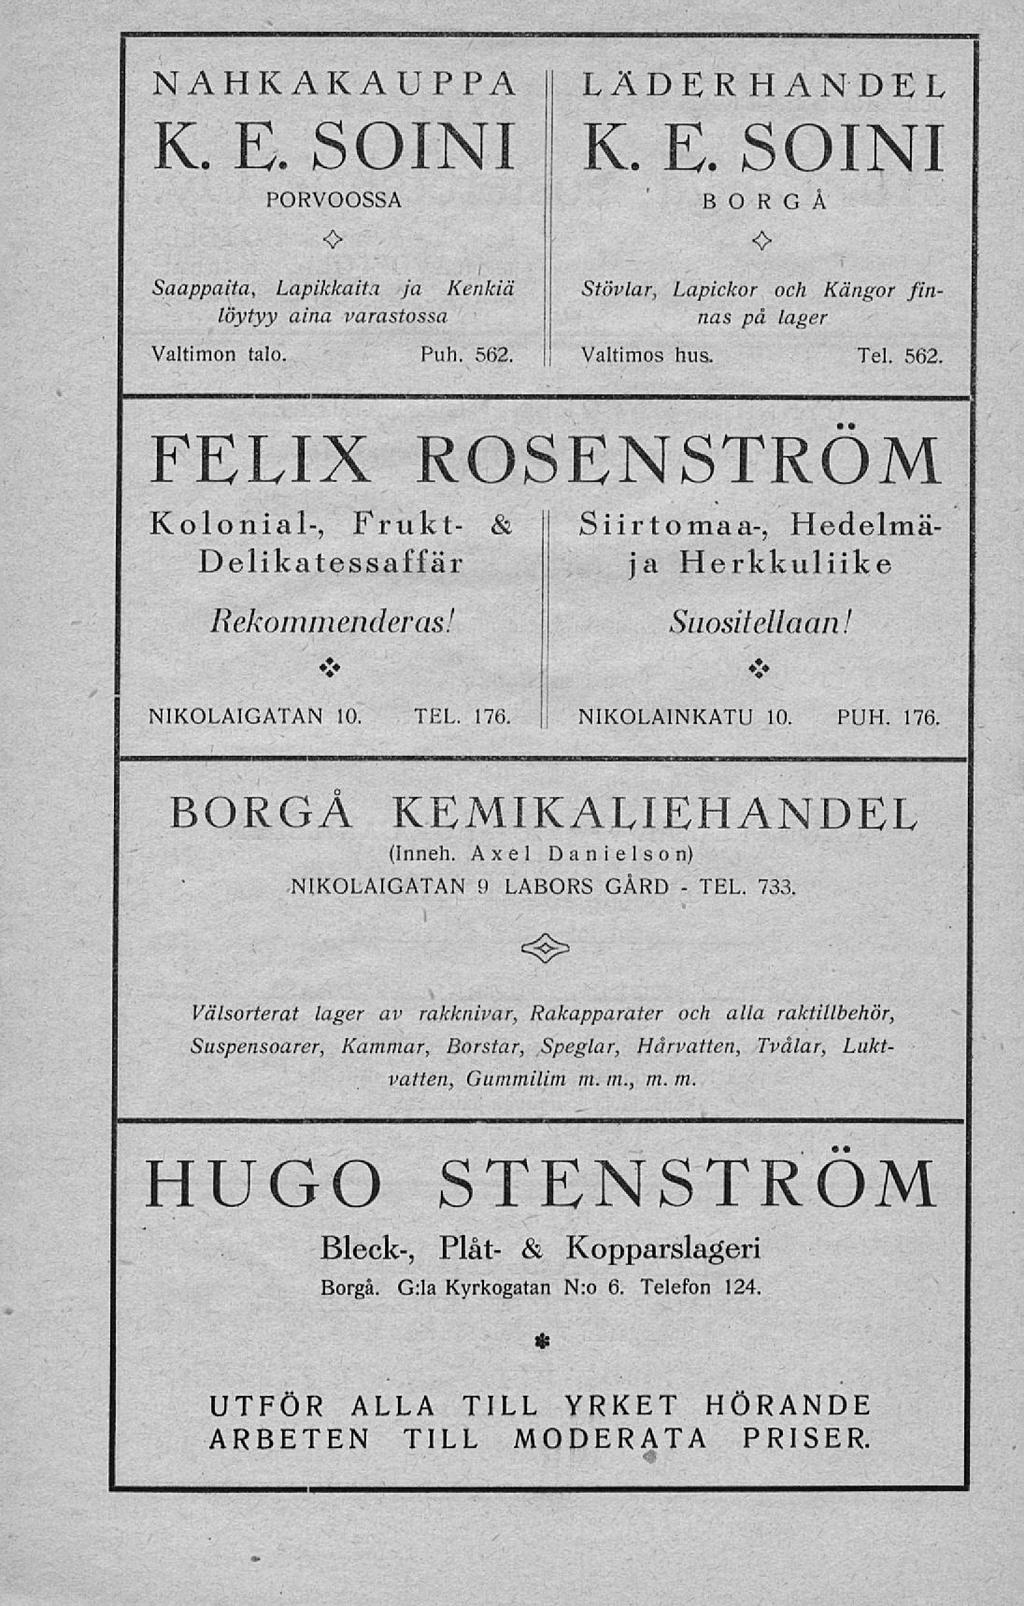 NAHKAKAUPPA
K. E. SOINI
PORVOOSSA
Saappaita, Lapikkaita ja Kenkiä
löytyy aina varastossa
Valtimon talo. Puh. 562.
LÄDERHANDEL
K. E. SOINI
BORGÅ
Stövlar, Lapickor och Kängor fin-
nas på lager
Valtimos hus. Tel. 562.
FELIX ROSENSTRÖM
Kolonial-, Frukt- &
Delikatessaffär
Rekommenderas!
NIKOLAIGATAN 10. TEL. 176.
Siirtomaa-, Hedelmä-
ja Herkkuliike
Suositellaan!
NIKOLAINKATU 10. PUH. 176.
BORGÅ KEMIKALIEHANDEL
(Inneh. Axel Danielson)
NIKOLAIGATAN 9 LABORS GÅRD - TEL. 733.
Välsorterat lager av rakknivar, Rakapparater och alla raktillbehör,
Suspensoarer, Kammar, Borstar, Speglar, Hårvatten, Tvålar, Lukt-
vatten, Gummilim m. m., m. m.
HUGO STENSTRÖM
Bleck-, Plåt- & Kopparslageri
Borgå. G:la Kyrkogatan N:o 6. Telefon 124.
UTFÖR ALLA TILL YRKET HÖRANDE
ARBETEN TILL MODERATA PRISER.